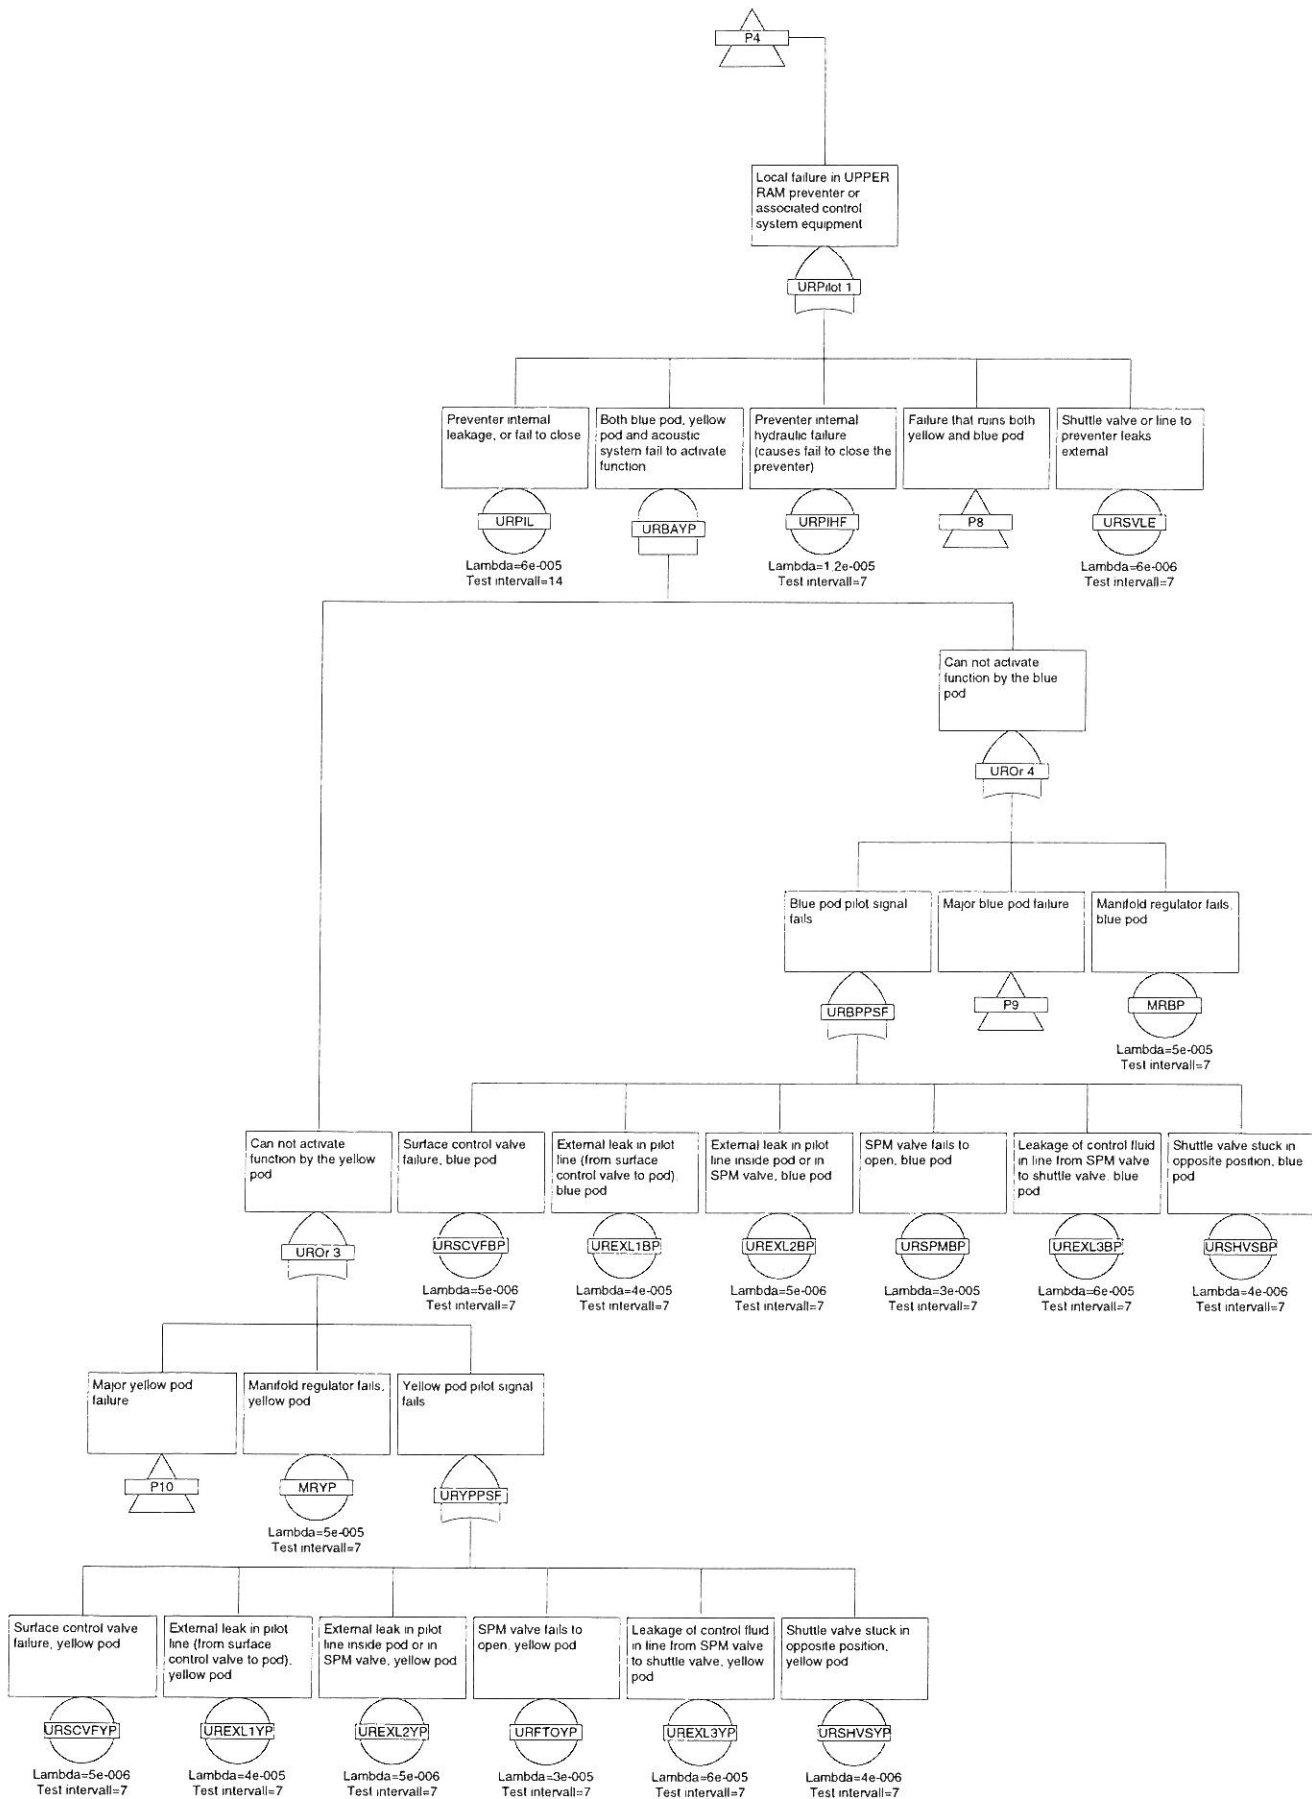 P4
Local failure in UPPER
RAM preventer or
associated control
system equipment
URPilot 1
Preventer internal
leakage, or fail to close
URPIL
Lambda=6e-005
Test intervall=14
Both blue pod, yellow
pod and acoustic
system fail to activate
function
URBAYP
Preventer internal
hydraulic failure
(causes fail to close the
preventer)
URPIHF
Lambda=1,2e-005
Test intervall=7
Failure that ruins both
yellow and blue pod
P8
Shuttle valve or line to
preventer leaks
external
URSVLE
Lambda=6e-006
Test intervall=7
Can not activate
function by the blue
pod
UROr 4
Blue pod pilot signal
fails
URBPPSF
Major blue pod failure
P9
Manifold regulator fails,
blue pod
MRBP
Lambda=5e-005
Test intervall=7
Can not activate
function by the yellow
pod
UROr 3
Surface control valve
failure, blue pod
URSCVFBP
Lambda=5e-006
Test intervall=7
External leak in pilot
line (from surface
control valve to pod),
blue pod
UREXL1BP
Lambda=4e-005
Test intervall=7
External leak in pilot
line inside pod or in
SPM valve, blue pod
UREXL2BP
Lambda=5e-006
Test intervall=7
SPM valve fails to
open, blue pod
URSPMBP
Lambda=3e-005
Test intervall=7
Leakage of control fluid
in line from SPM valve
to shuttle valve, blue
pod
UREXL3BP
Lambda=6e-005
Test intervall=7
Shuttle valve stuck in
opposite position, blue
pod
URSHVSBP
Lambda=4e-006
Test intervall=7
Major yellow pod
failure
P10
Manifold regulator fails,
yellow pod
MRYP
Lambda=5e-005
Test intervall=7
Yellow pod pilot signal
fails
URYPPSF
Surface control valve
failure, yellow pod
URSCVFYP
Lambda=5e-006
Test intervall=7
External leak in pilot
line (from surface
control valve to pod),
yellow pod
UREXL1YP
Lambda=4e-005
Test intervall=7
External leak in pilot
line inside pod or in
SPM valve, yellow pod
UREXL2YP
Lambda=5e-006
Test intervall=7
SPM valve fails to
open, yellow pod
URFTOYP
Lambda=3e-005
Test intervall=7
Leakage of control fluid
in line from SPM valve
to shuttle valve, yellow
pod
UREXL3YP
Lambda=6e-005
Test intervall=7
Shuttle valve stuck in
opposite position,
yellow pod
URSHVSYP
Lambda=4e-006
Test intervall=7